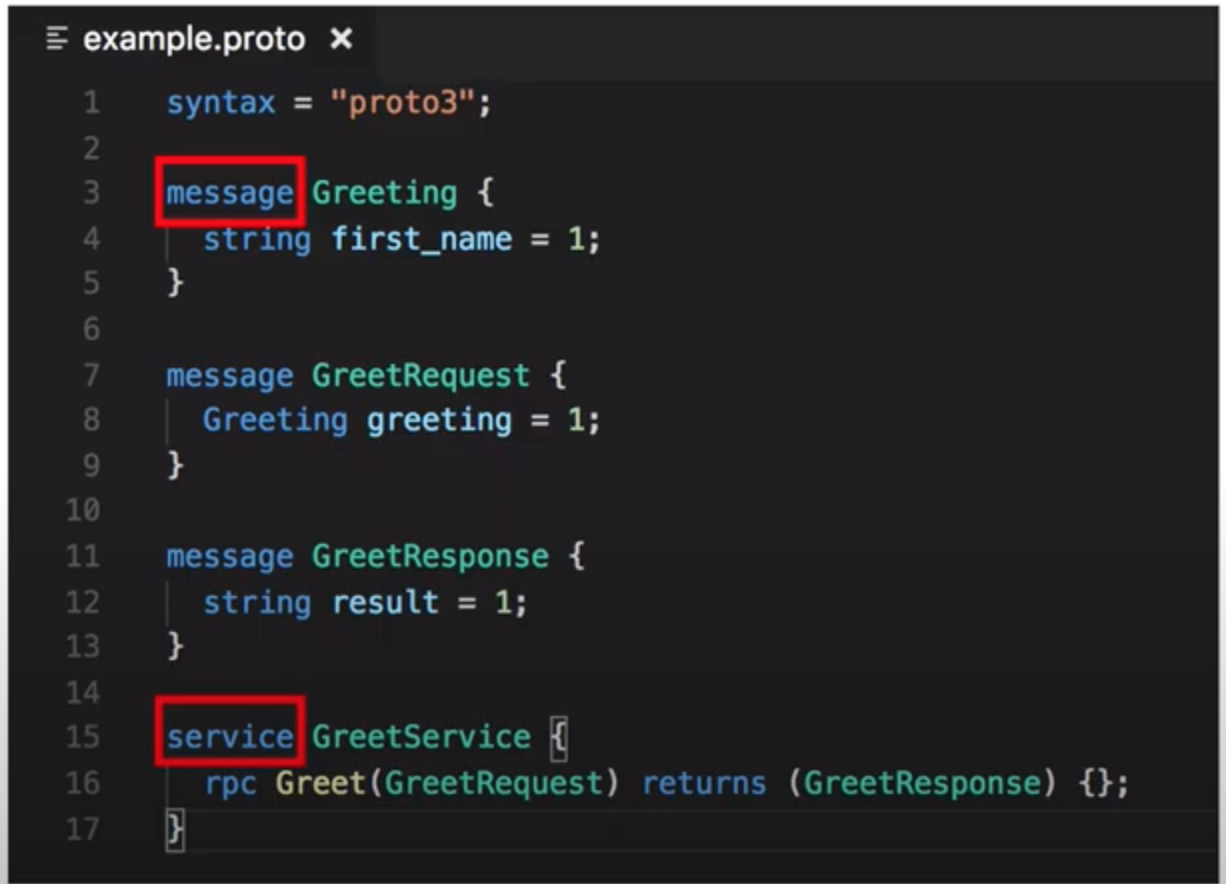 example.proto ×
1 syntax = "proto3";
2
3 message Greeting {
4 string first_name = 1;
5 }
6
7 message GreetRequest {
8 Greeting greeting = 1;
9 }
10
11 message GreetResponse {
12 string result = 1;
13 }
14
15 service GreetService {
16 rpc Greet(GreetRequest) returns (GreetResponse) {};
17 }